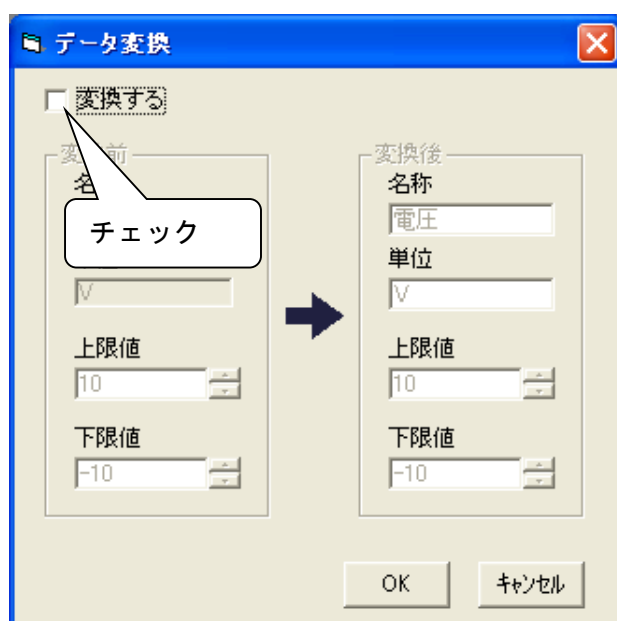 データ変換
変換する
変 前
名
チェック
V
上限値
10
下限値
-10
変換後
名称
電圧
単位
V
上限値
10
下限値
-10
OK
キャンセル